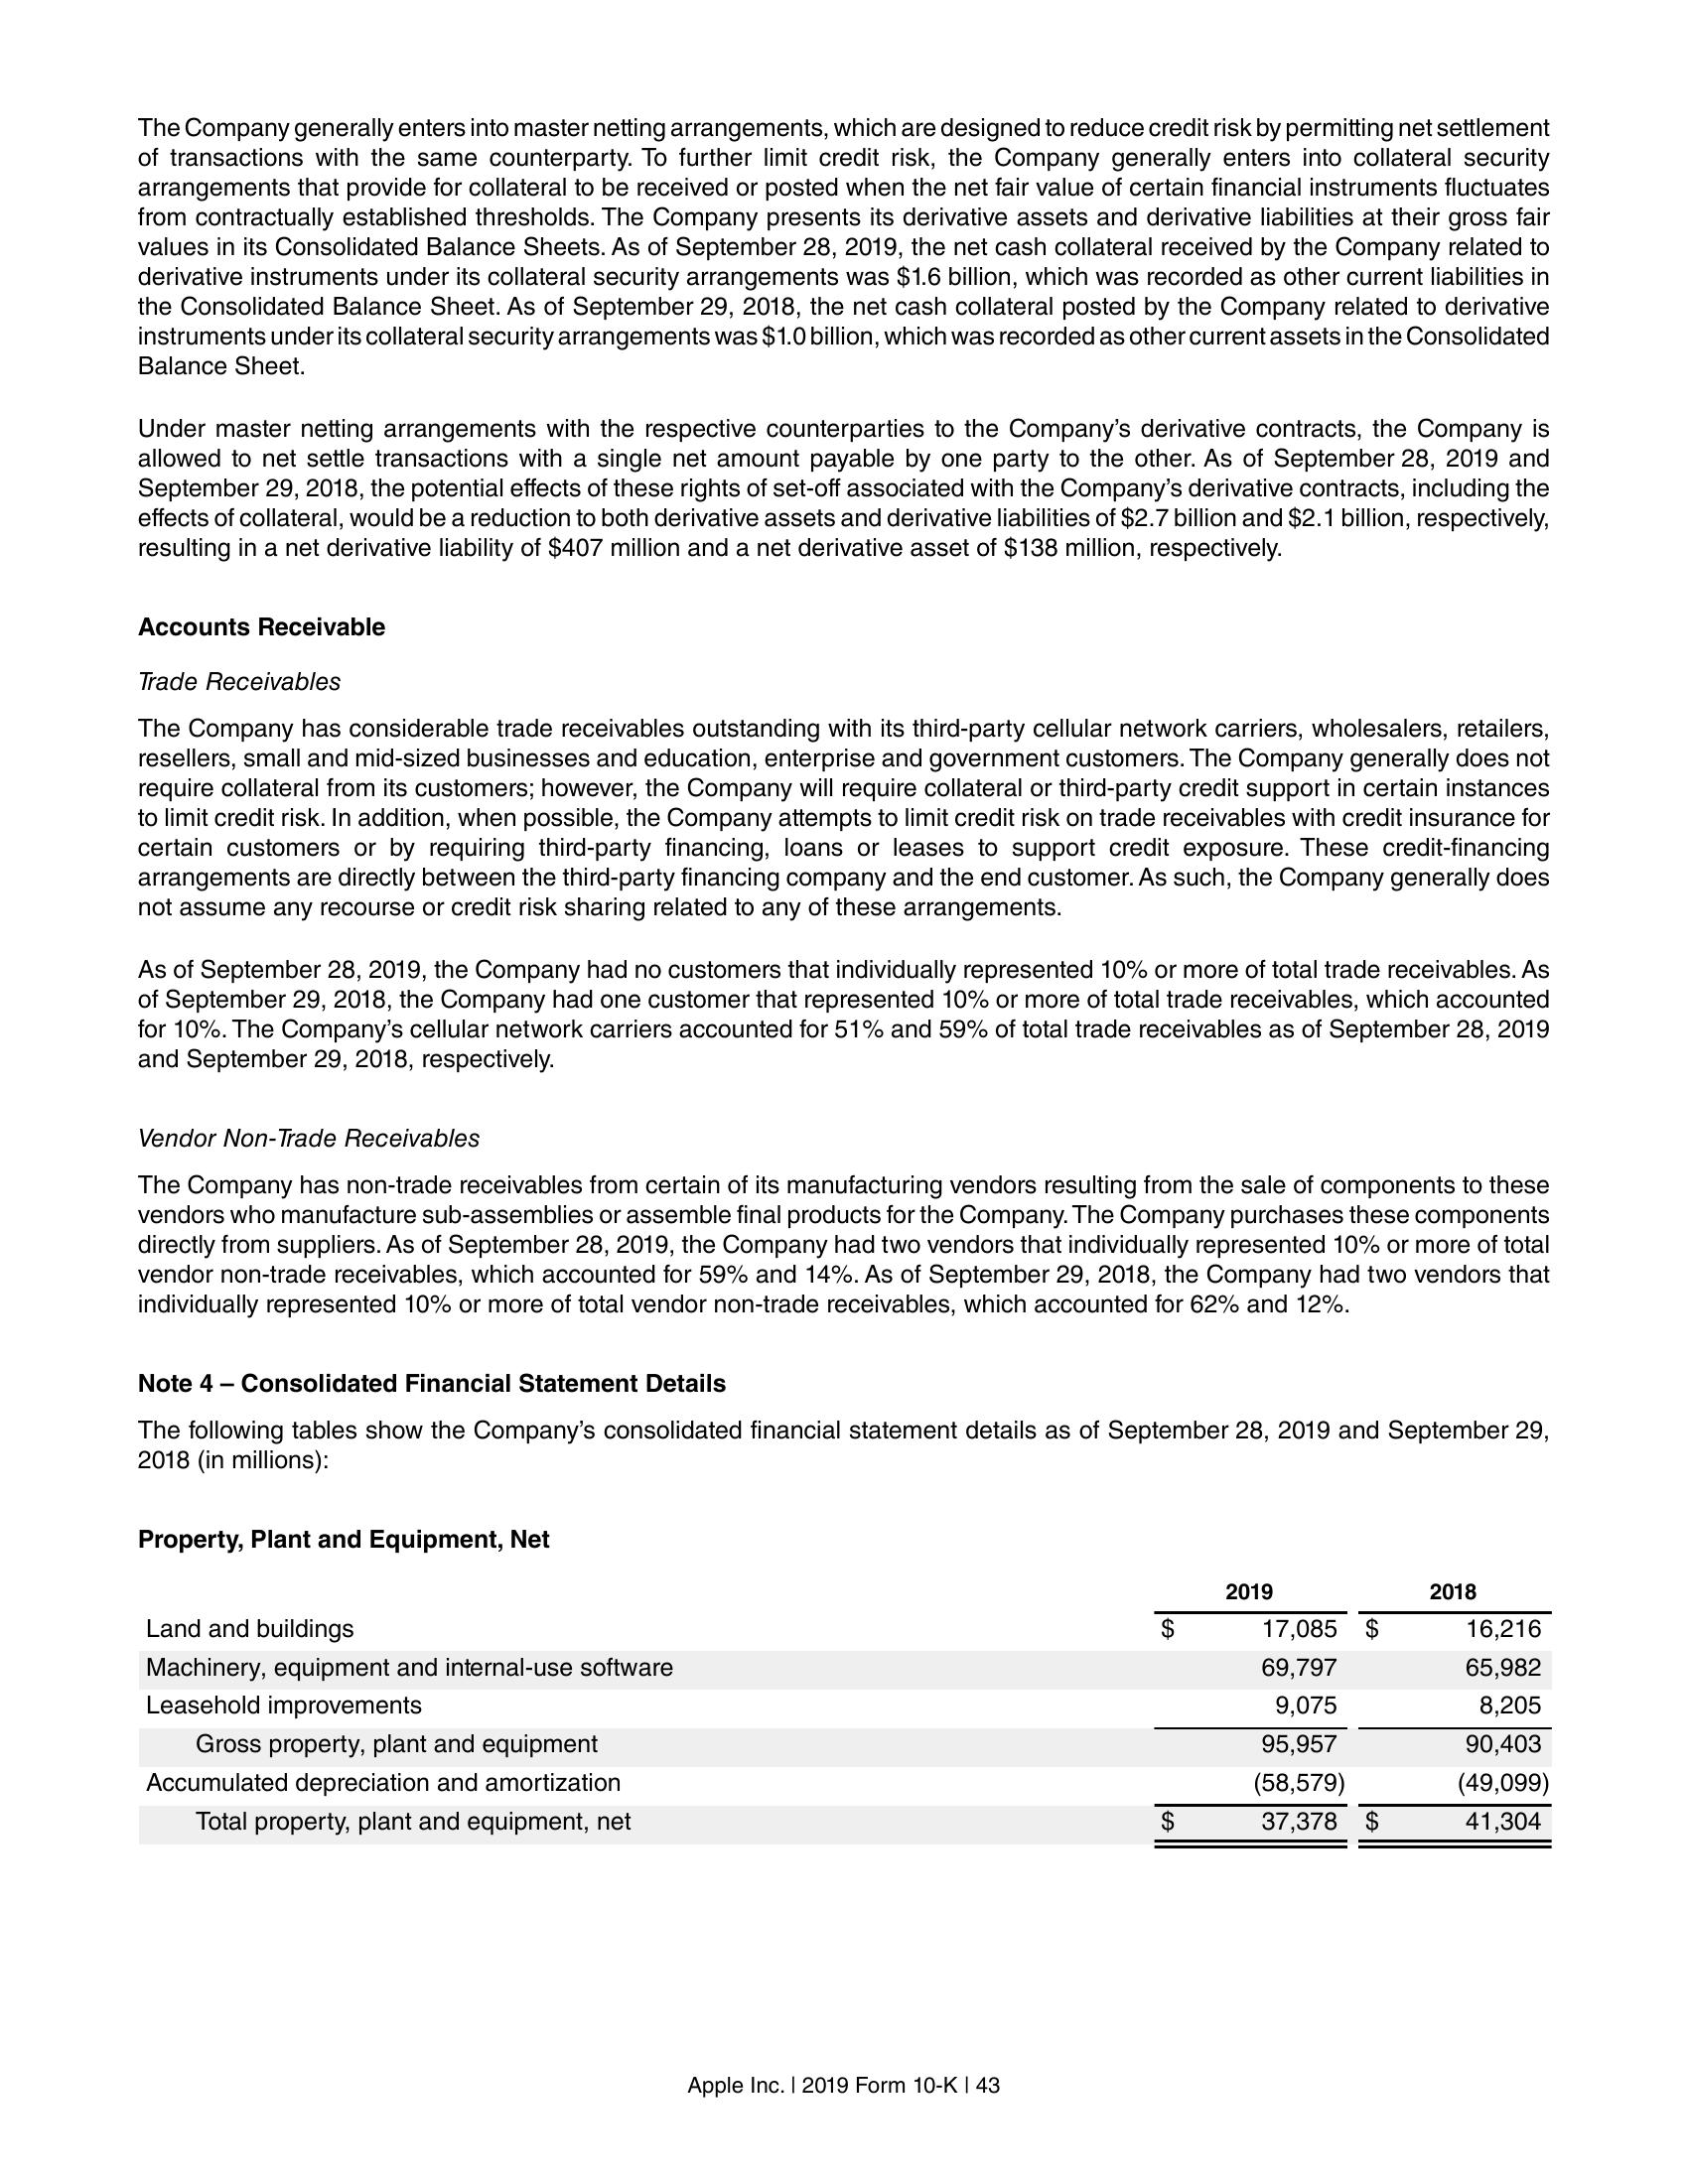 The Company generally enters into master netting arrangements, which are designed to reduce credit risk by permitting net settlement
of transactions with the same counterparty. To further limit credit risk, the Company generally enters into collateral security
arrangements that provide for collateral to be received or posted when the net fair value of certain financial instruments fluctuates
from contractually established thresholds. The Company presents its derivative assets and derivative liabilities at their gross fair
values in its Consolidated Balance Sheets. As of September 28, 2019, the net cash collateral received by the Company related to
derivative instruments under its collateral security arrangements was $1.6 billion, which was recorded as other current liabilities in
the Consolidated Balance Sheet. As of September 29, 2018, the net cash collateral posted by the Company related to derivative
instruments under its collateral security arrangements was $1.0 billion, which was recorded as other current assets in the Consolidated
Balance Sheet.
Under master netting arrangements with the respective counterparties to the Company’s derivative contracts, the Company is
allowed to net settle transactions with a single net amount payable by one party to the other. As of September 28, 2019 and
September 29, 2018, the potential effects of these rights of set-off associated with the Company’s derivative contracts, including the
effects of collateral, would be a reduction to both derivative assets and derivative liabilities of $2.7 billion and $2.1 billion, respectively,
resulting in a net derivative liability of $407 million and a net derivative asset of $138 million, respectively.
Accounts Receivable
Trade Receivables
The Company has considerable trade receivables outstanding with its third-party cellular network carriers, wholesalers, retailers,
resellers, small and mid-sized businesses and education, enterprise and government customers. The Company generally does not
require collateral from its customers; however, the Company will require collateral or third-party credit support in certain instances
to limit credit risk. In addition, when possible, the Company attempts to limit credit risk on trade receivables with credit insurance for
certain customers or by requiring third-party financing, loans or leases to support credit exposure. These credit-financing
arrangements are directly between the third-party financing company and the end customer. As such, the Company generally does
not assume any recourse or credit risk sharing related to any of these arrangements.
As of September 28, 2019, the Company had no customers that individually represented 10% or more of total trade receivables. As
of September 29, 2018, the Company had one customer that represented 10% or more of total trade receivables, which accounted
for 10%. The Company’s cellular network carriers accounted for 51% and 59% of total trade receivables as of September 28, 2019
and September 29, 2018, respectively.
Vendor Non-Trade Receivables
The Company has non-trade receivables from certain of its manufacturing vendors resulting from the sale of components to these
vendors who manufacture sub-assemblies or assemble final products for the Company. The Company purchases these components
directly from suppliers. As of September 28, 2019, the Company had two vendors that individually represented 10% or more of total
vendor non-trade receivables, which accounted for 59% and 14%. As of September 29, 2018, the Company had two vendors that
individually represented 10% or more of total vendor non-trade receivables, which accounted for 62% and 12%.
Note 4 – Consolidated Financial Statement Details
The following tables show the Company’s consolidated financial statement details as of September 28, 2019 and September 29,
2018 (in millions):
Property, Plant and Equipment, Net
2019 2018
Land and buildings $ 17,085 $ 16,216
Machinery, equipment and internal-use software 69,797 65,982
Leasehold improvements 9,075 8,205
Gross property, plant and equipment 95,957 90,403
Accumulated depreciation and amortization (58,579) (49,099)
Total property, plant and equipment, net $ 37,378 $ 41,304
Apple Inc. | 2019 Form 10-K | 43